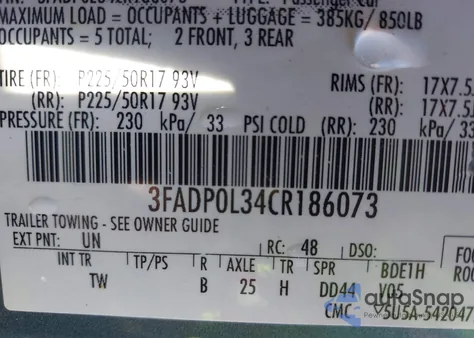 MAXIMUM LOAD = OCCUPANTS + LUGGAGE = 385KG/ 850LB
OCCUPANTS = 5 TOTAL; 2 FRONT, 3 REAR
TIRE (FR): P225/50R17 93V RIMS (FR): 17X7.5
(RR): P225/50R17 93V (RR): 17X7.5
PRESSURE (FR): 230 kPa/ 33 PSI COLD (RR): 230 kPa/ 33
3FADP0L34CR186073
TRAILER TOWING - SEE OWNER GUIDE
EXT PNT: UN RC: 48 DSO: FO
INT TR TP/PS R AXLE TR SPR BDE1H ROO
TW B 25 H DD44 V05
CMC
autoSnap